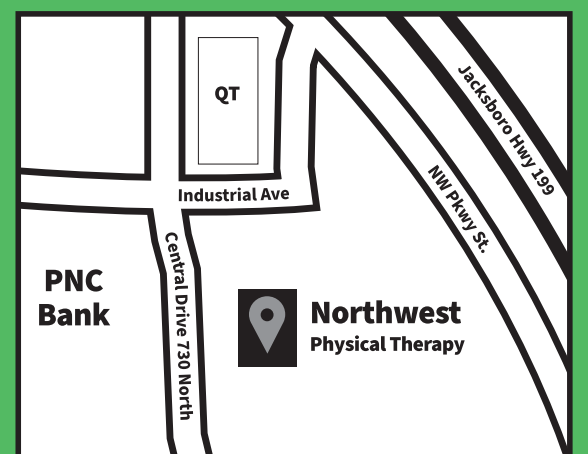 QT
Jacksboro Hwy 199
NW Pkwy St.
Industrial Ave
Central Drive 730 North
PNC
Bank
Northwest
Physical Therapy